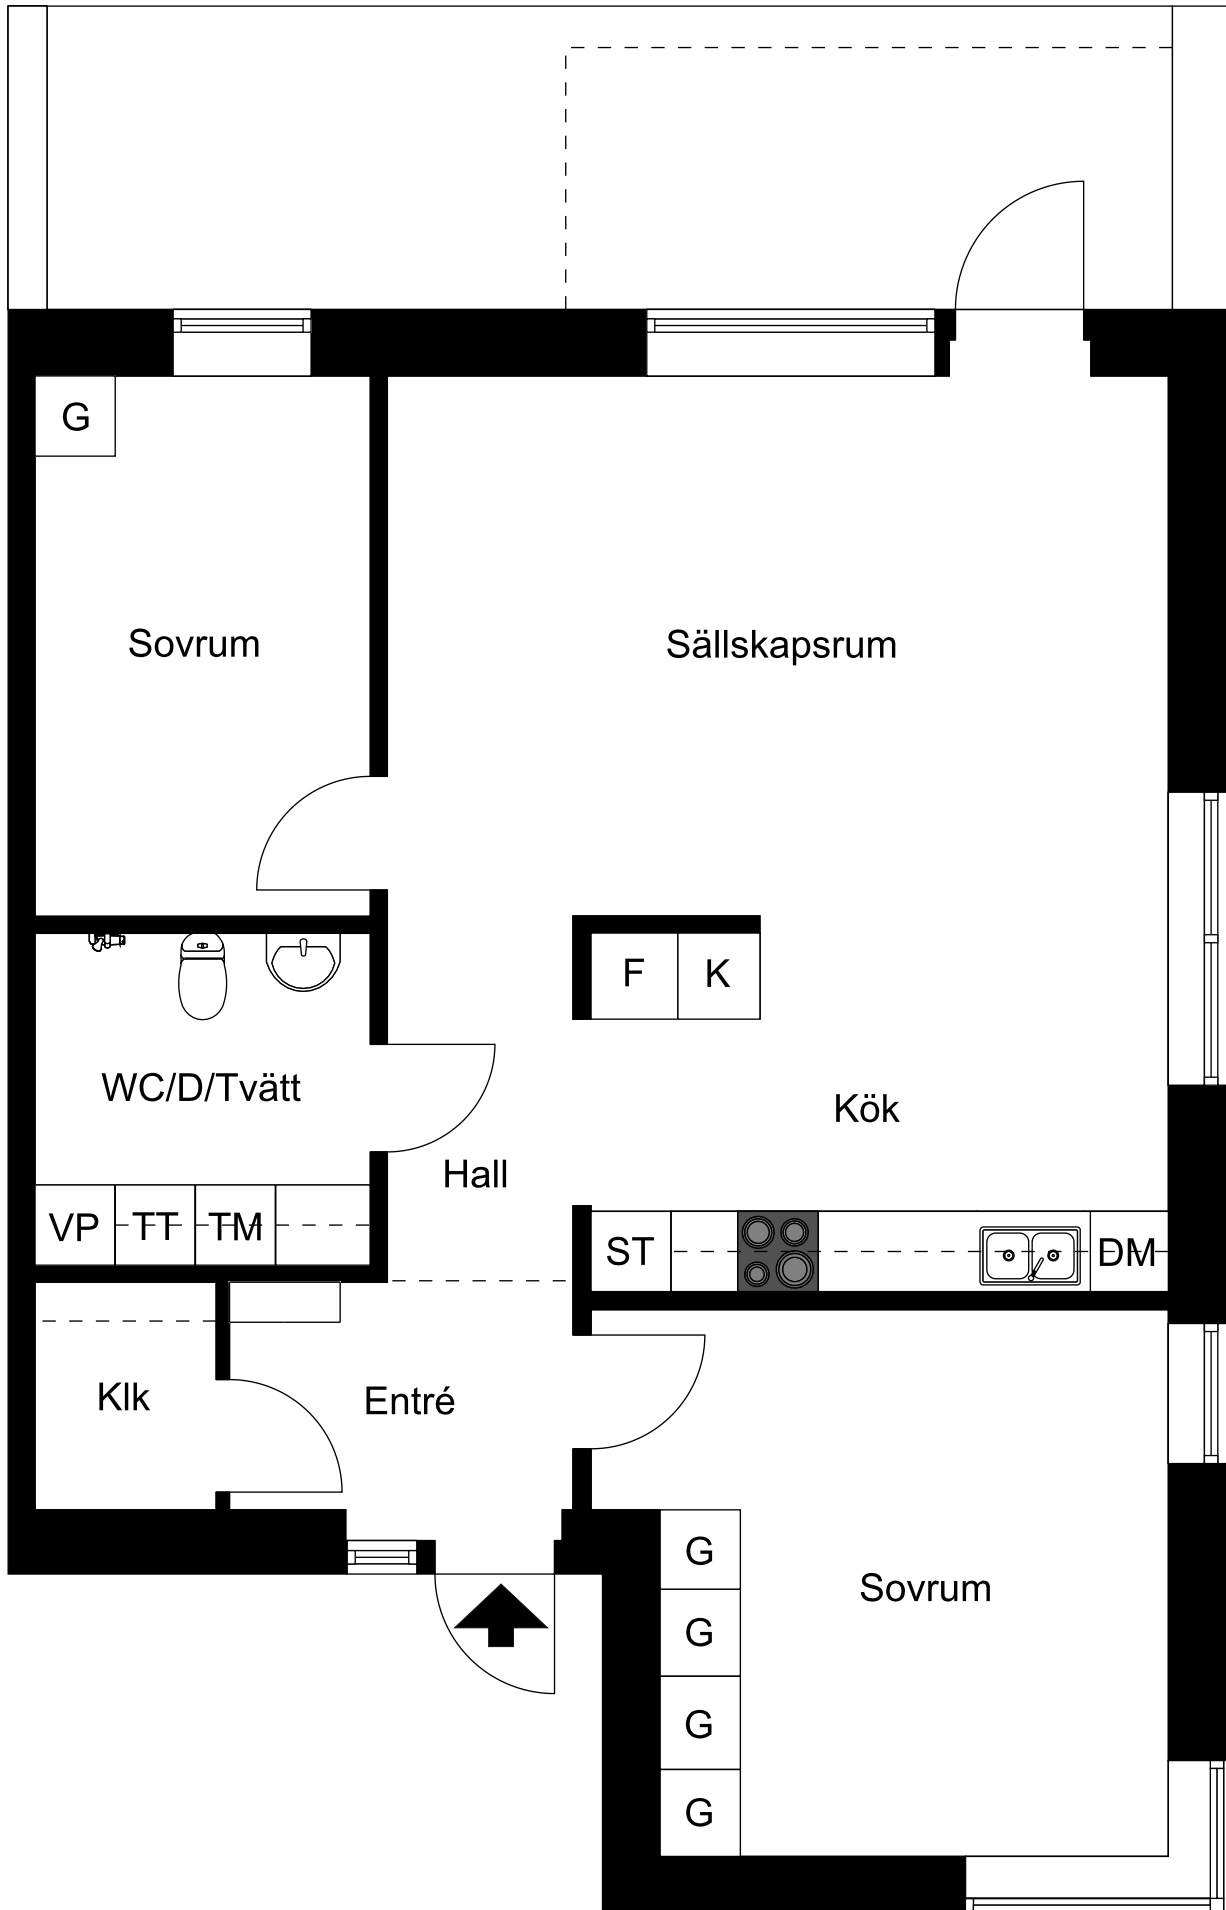 G
Sovrum
Sällskapsrum
F K
WC/D/Tvätt
Kök
Hall
VP TT TM
ST DM
Klk
Entré
G
Sovrum
G
G
G